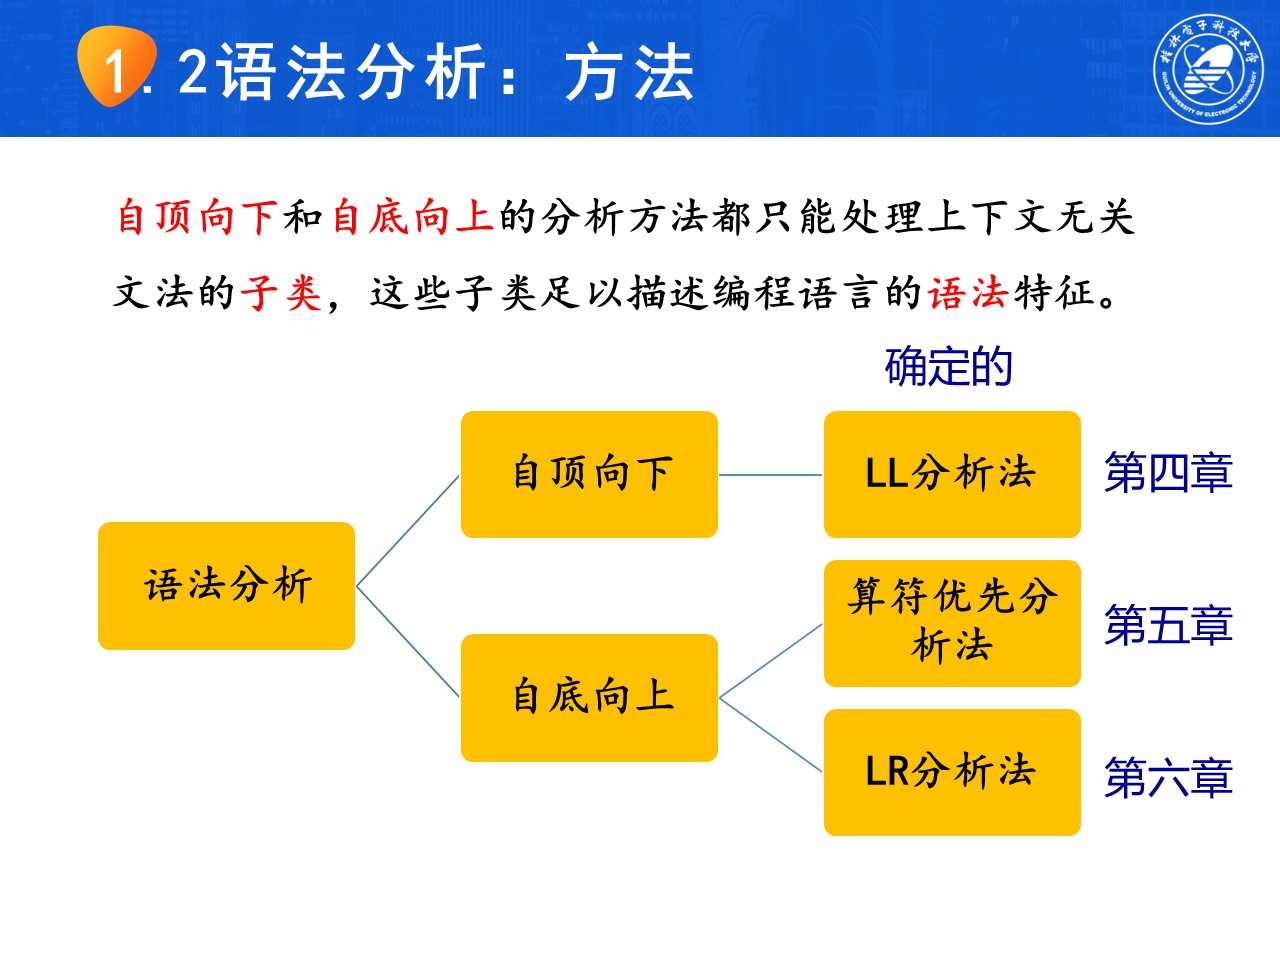 1.2语法分析：方法
桂林电子科技大学
GUILIN UNIVERSITY OF ELECTRONIC TECHNOLOGY
自顶向下和自底向上的分析方法都只能处理上下文无关
文法的子类，这些子类足以描述编程语言的语法特征。
确定的
自顶向下
LL分析法
第四章
语法分析
算符优先分
析法
第五章
自底向上
LR分析法
第六章